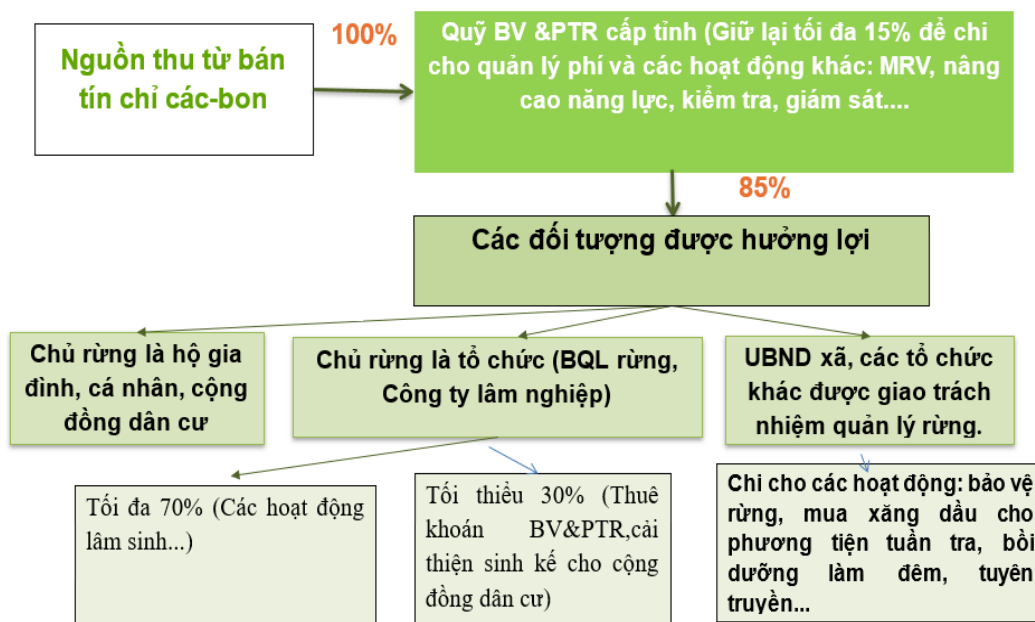 Nguồn thu từ bán
tín chỉ các-bon
100%
Quỹ BV &PTR cấp tỉnh (Giữ lại tối đa 15% để chi
cho quản lý phí và các hoạt động khác: MRV, nâng
cao năng lực, kiểm tra, giám sát....
85%
Các đối tượng được hưởng lợi
Chủ rừng là hộ gia
đình, cá nhân, cộng
đồng dân cư
Chủ rừng là tổ chức (BQL rừng,
Công ty lâm nghiệp)
UBND xã, các tổ chức
khác được giao trách
nhiệm quản lý rừng.
Tối đa 70% (Các hoạt động
lâm sinh...)
Tối thiểu 30% (Thuê
khoán BV&PTR,cải
thiện sinh kế cho cộng
đồng dân cư)
Chi cho các hoạt động: bảo vệ
rừng, mua xăng dầu cho
phương tiện tuần tra, bồi
dưỡng làm đêm, tuyên
truyền...